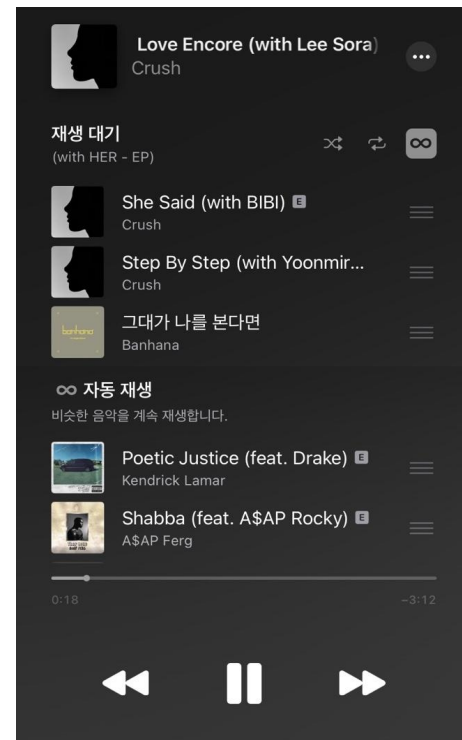 Love Encore (with Lee Sora)
Crush
재생 대기
(with HER - EP)
She Said (with BIBI) E
Crush
Step By Step (with Yoonmir...
Crush
banhana
그대가 나를 본다면
Banhana
자동 재생
비슷한 음악을 계속 재생합니다.
Poetic Justice (feat. Drake) E
Kendrick Lamar
Shabba (feat. A$AP Rocky) E
A$AP Ferg
0:18
-3:12